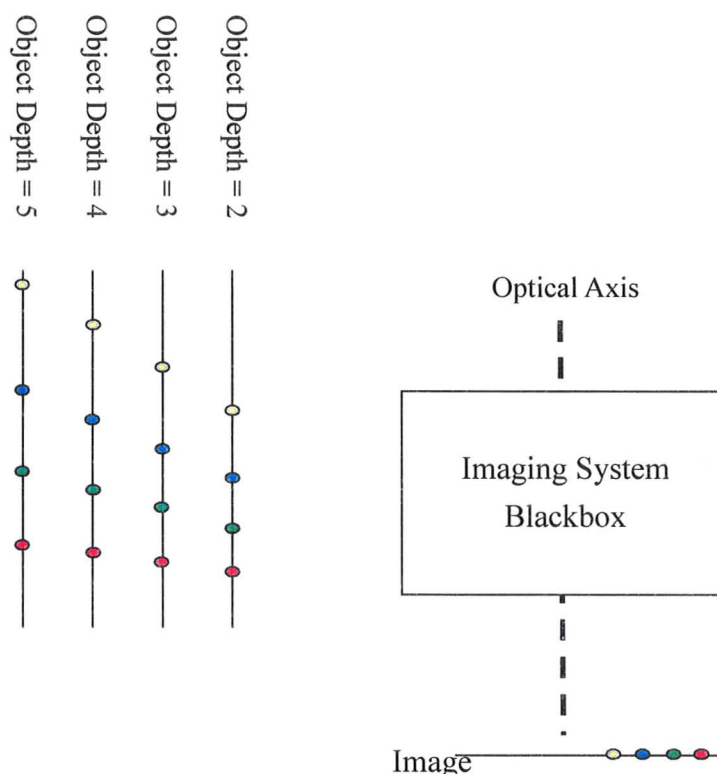 Object Depth = 5
Object Depth = 4
Object Depth = 3
Object Depth = 2
Optical Axis
Imaging System
Blackbox
Image